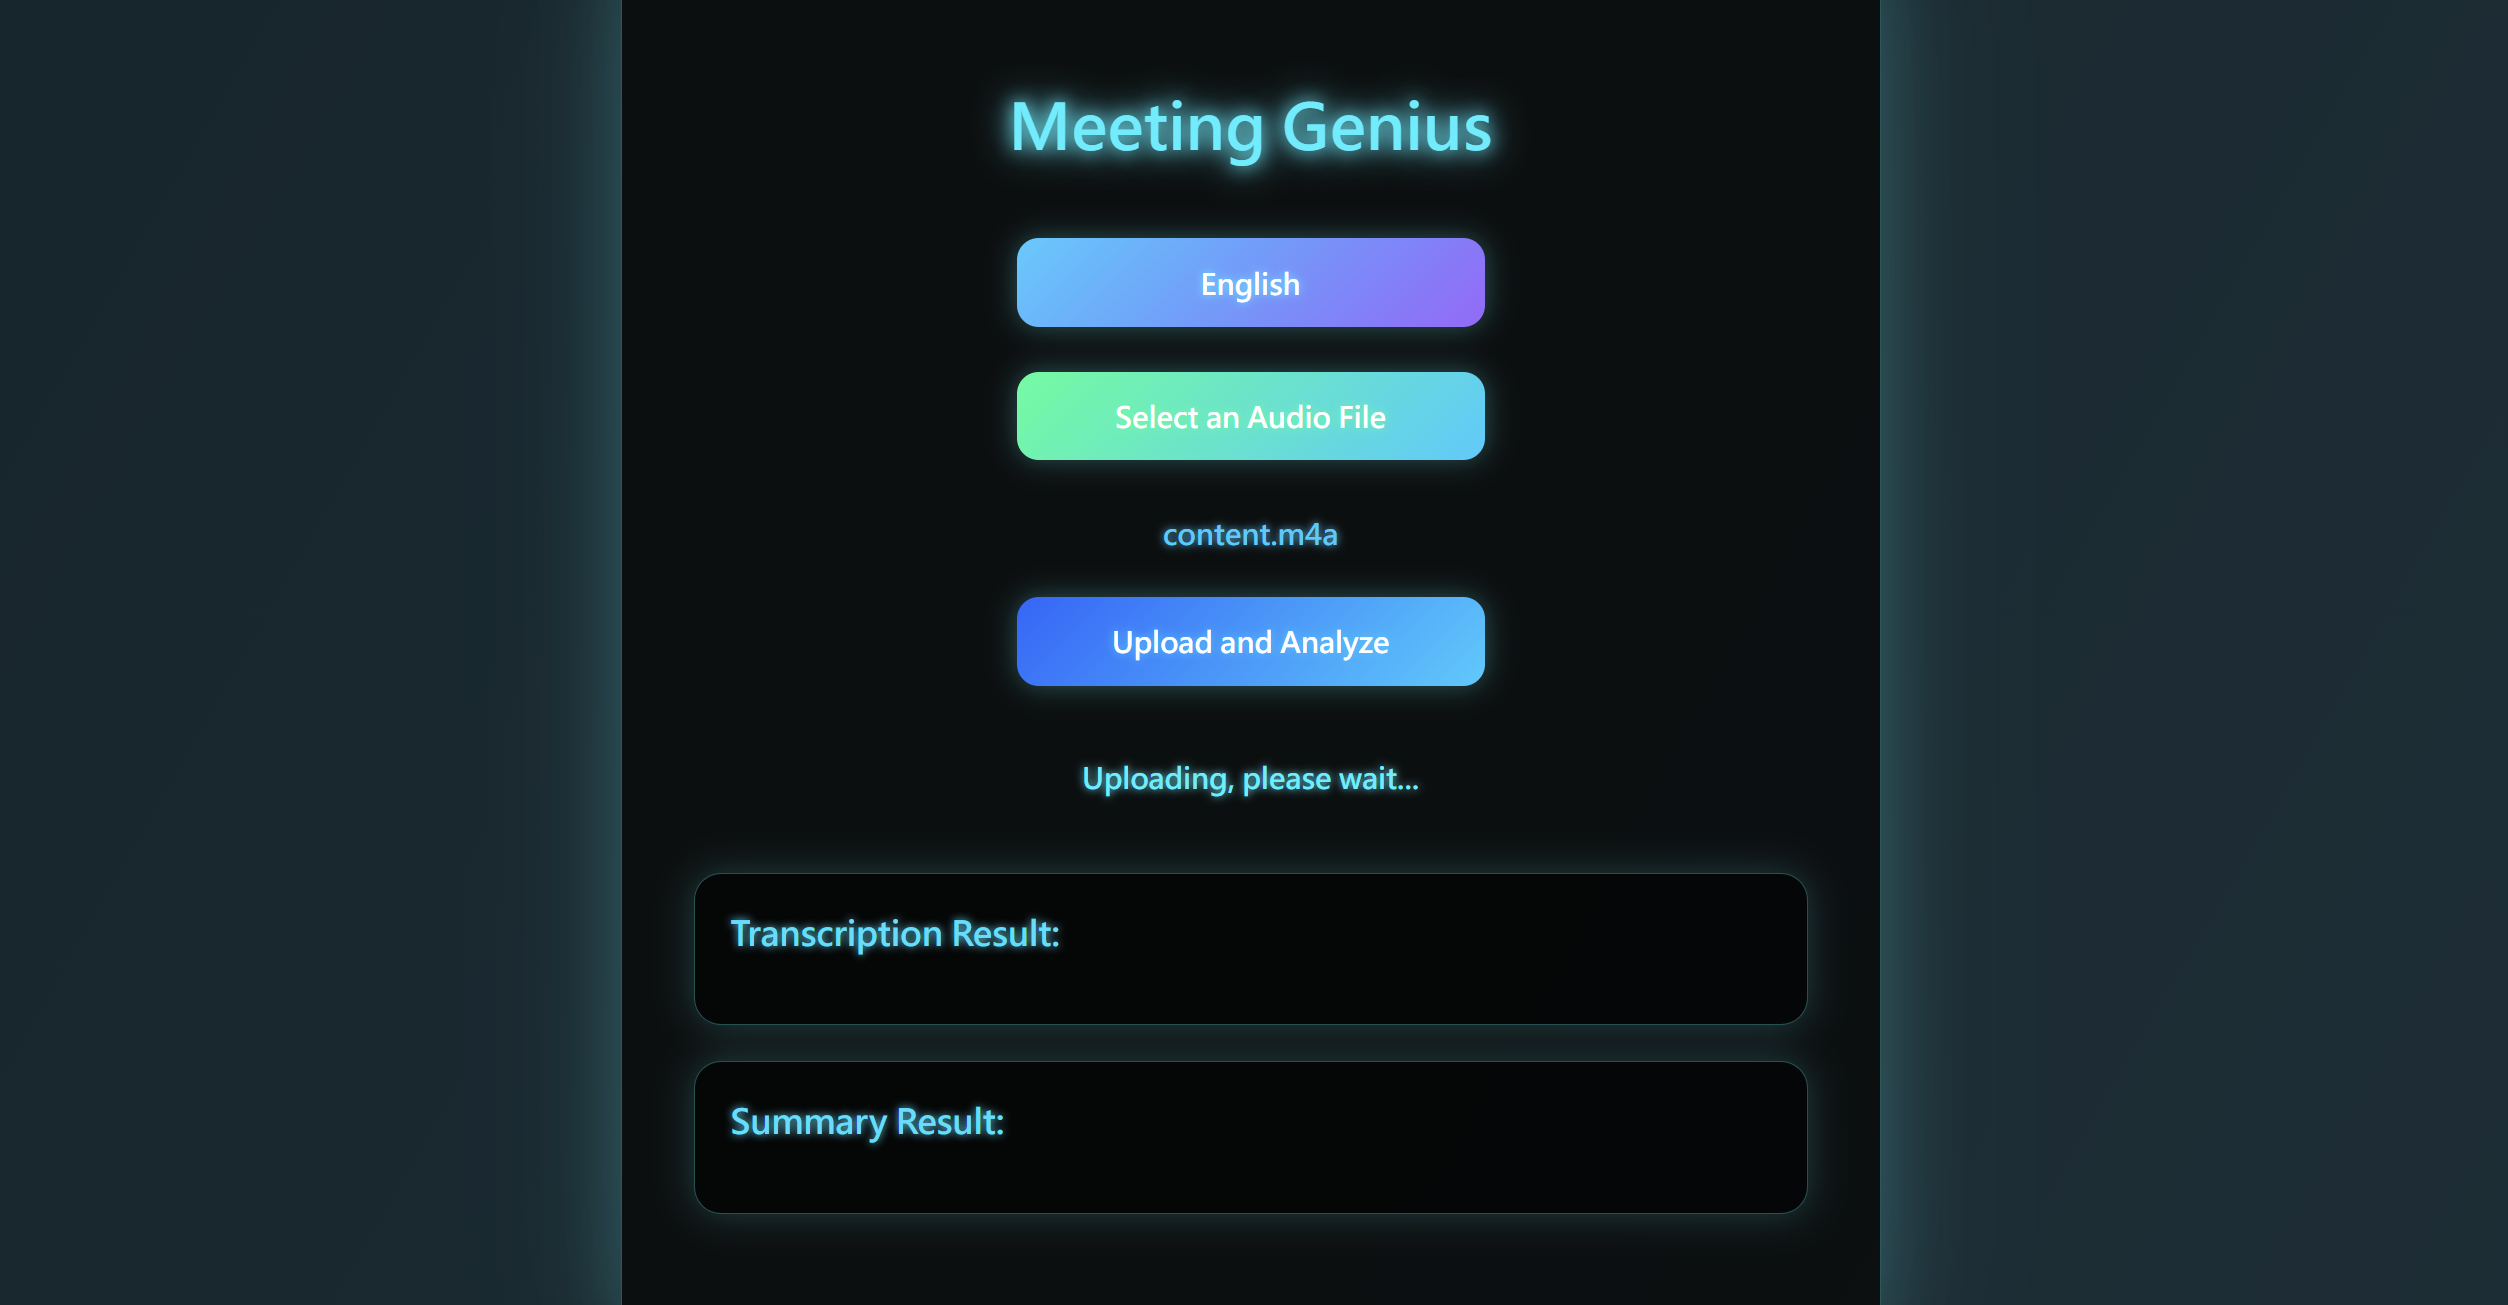 Meeting Genius
English
Select an Audio File
content.m4a
Upload and Analyze
Uploading, please wait...
Transcription Result:
Summary Result: